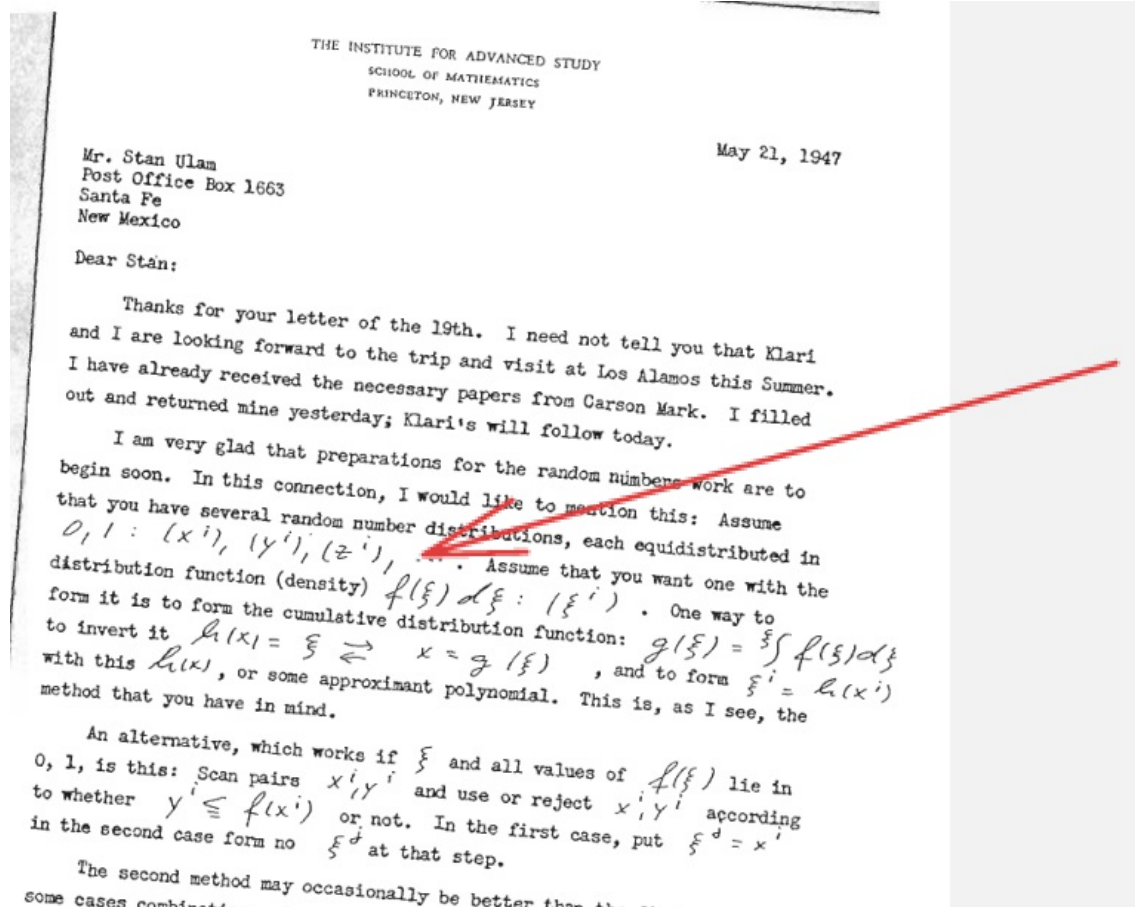 THE INSTITUTE FOR ADVANCED STUDY
SCHOOL OF MATHEMATICS
PRINCETON, NEW JERSEY
May 21, 1947
Mr. Stan Ulam
Post Office Box 1663
Santa Fe
New Mexico
Dear Stan:
Thanks for your letter of the 19th. I need not tell you that Klari
and I are looking forward to the trip and visit at Los Alamos this Summer.
I have already received the necessary papers from Carson Mark. I filled
out and returned mine yesterday; Klari's will follow today.
I am very glad that preparations for the random numbers work are to
begin soon. In this connection, I would like to mention this: Assume
that you have several random number distributions, each equidistributed in
0, 1 : (xⁱ), (yⁱ), (zⁱ), .... Assume that you want one with the
distribution function (density) f(ξ) dξ : (ξⁱ) . One way to
form it is to form the cumulative distribution function: g(ξ) = ^ξ∫ f(ξ)dξ
to invert it h(x) = ξ ⇄ x = g(ξ) , and to form ξⁱ = h(xⁱ)
with this h(x), or some approximant polynomial. This is, as I see, the
method that you have in mind.
An alternative, which works if ξ and all values of f(ξ) lie in
0, 1, is this: Scan pairs xⁱ, yⁱ and use or reject xⁱ, yⁱ according
to whether yⁱ ≦ f(xⁱ) or not. In the first case, put ξʲ = xⁱ
in the second case form no ξʲ at that step.
The second method may occasionally be better than the
some cases